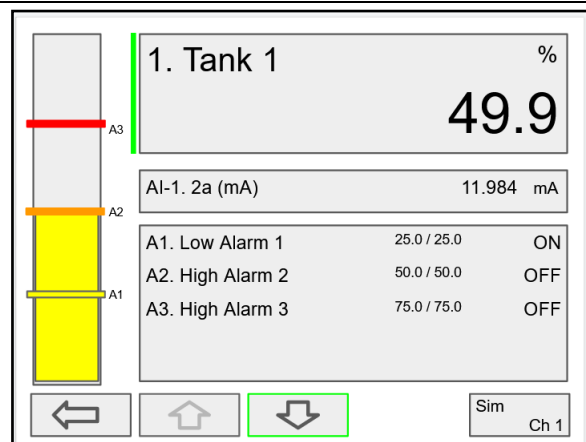 1. Tank 1 %
49.9
A3
AI-1. 2a (mA) 11.984 mA
A2
A1. Low Alarm 1 25.0 / 25.0 ON
A2. High Alarm 2 50.0 / 50.0 OFF
A1
A3. High Alarm 3 75.0 / 75.0 OFF
Sim
Ch 1